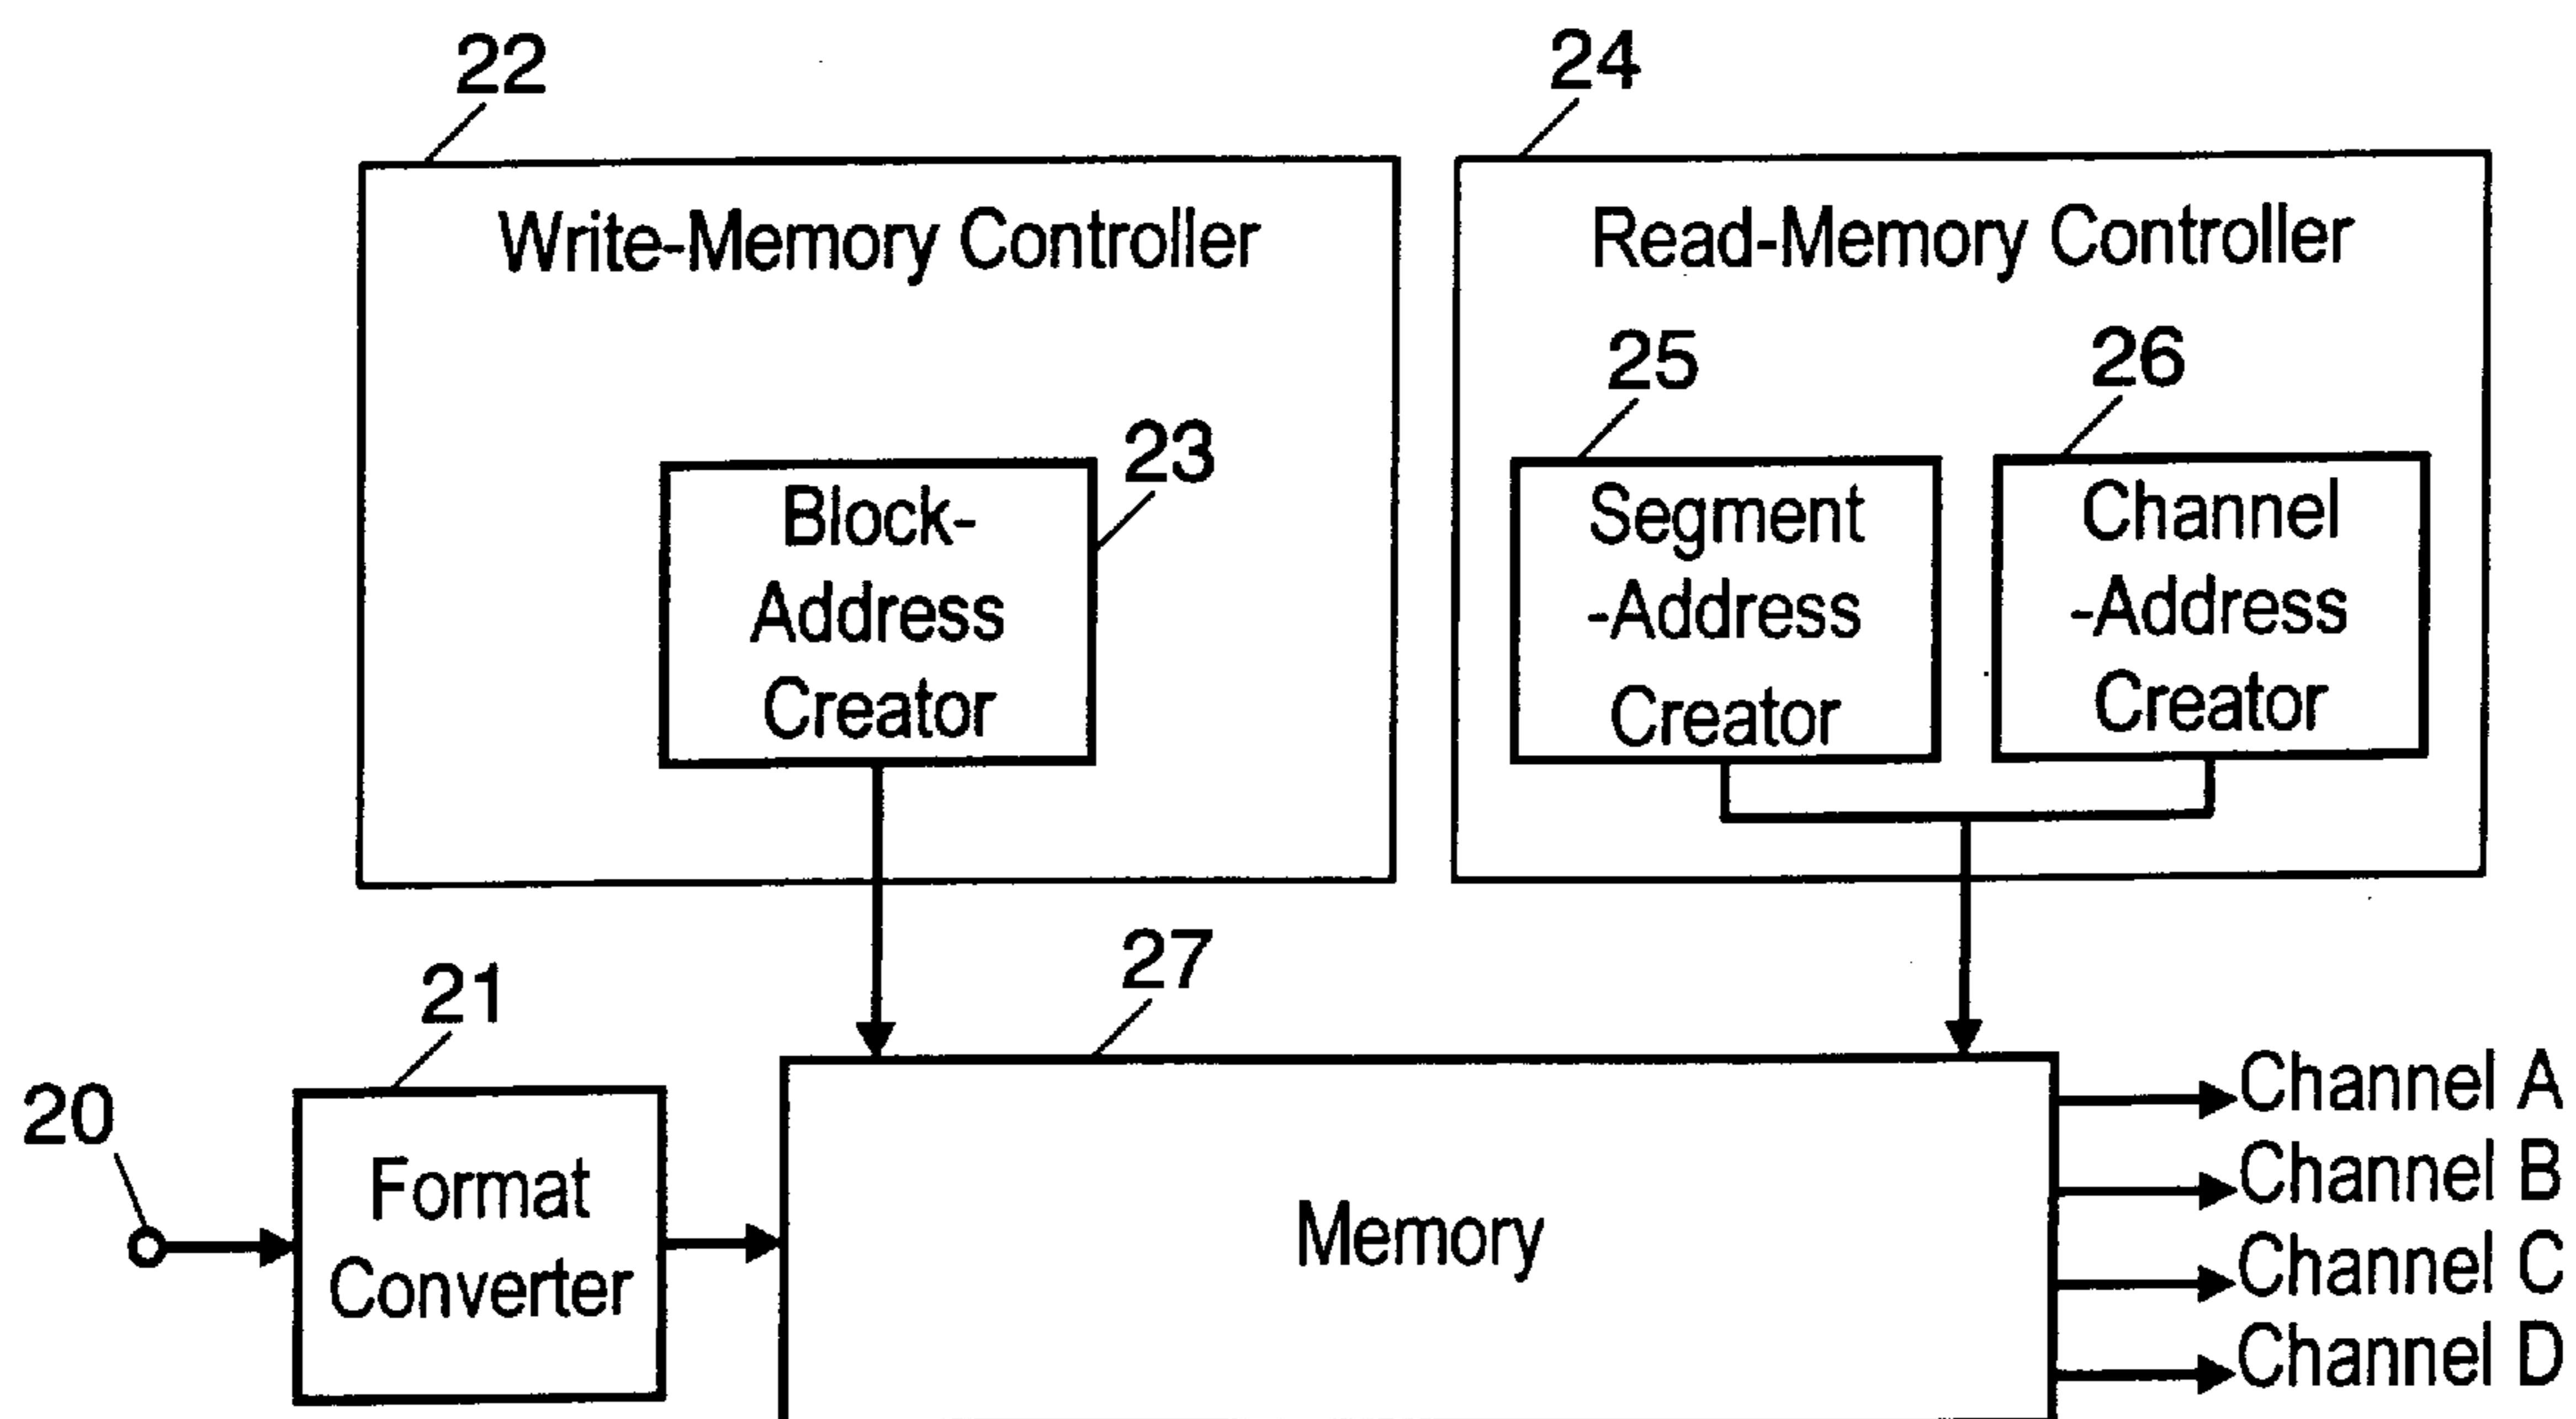 22
24
Write-Memory Controller
Read-Memory Controller
23
Block-
Address
Creator
25
Segment
-Address
Creator
26
Channel
-Address
Creator
21
27
20
Format
Converter
Memory
Channel A
Channel B
Channel C
Channel D